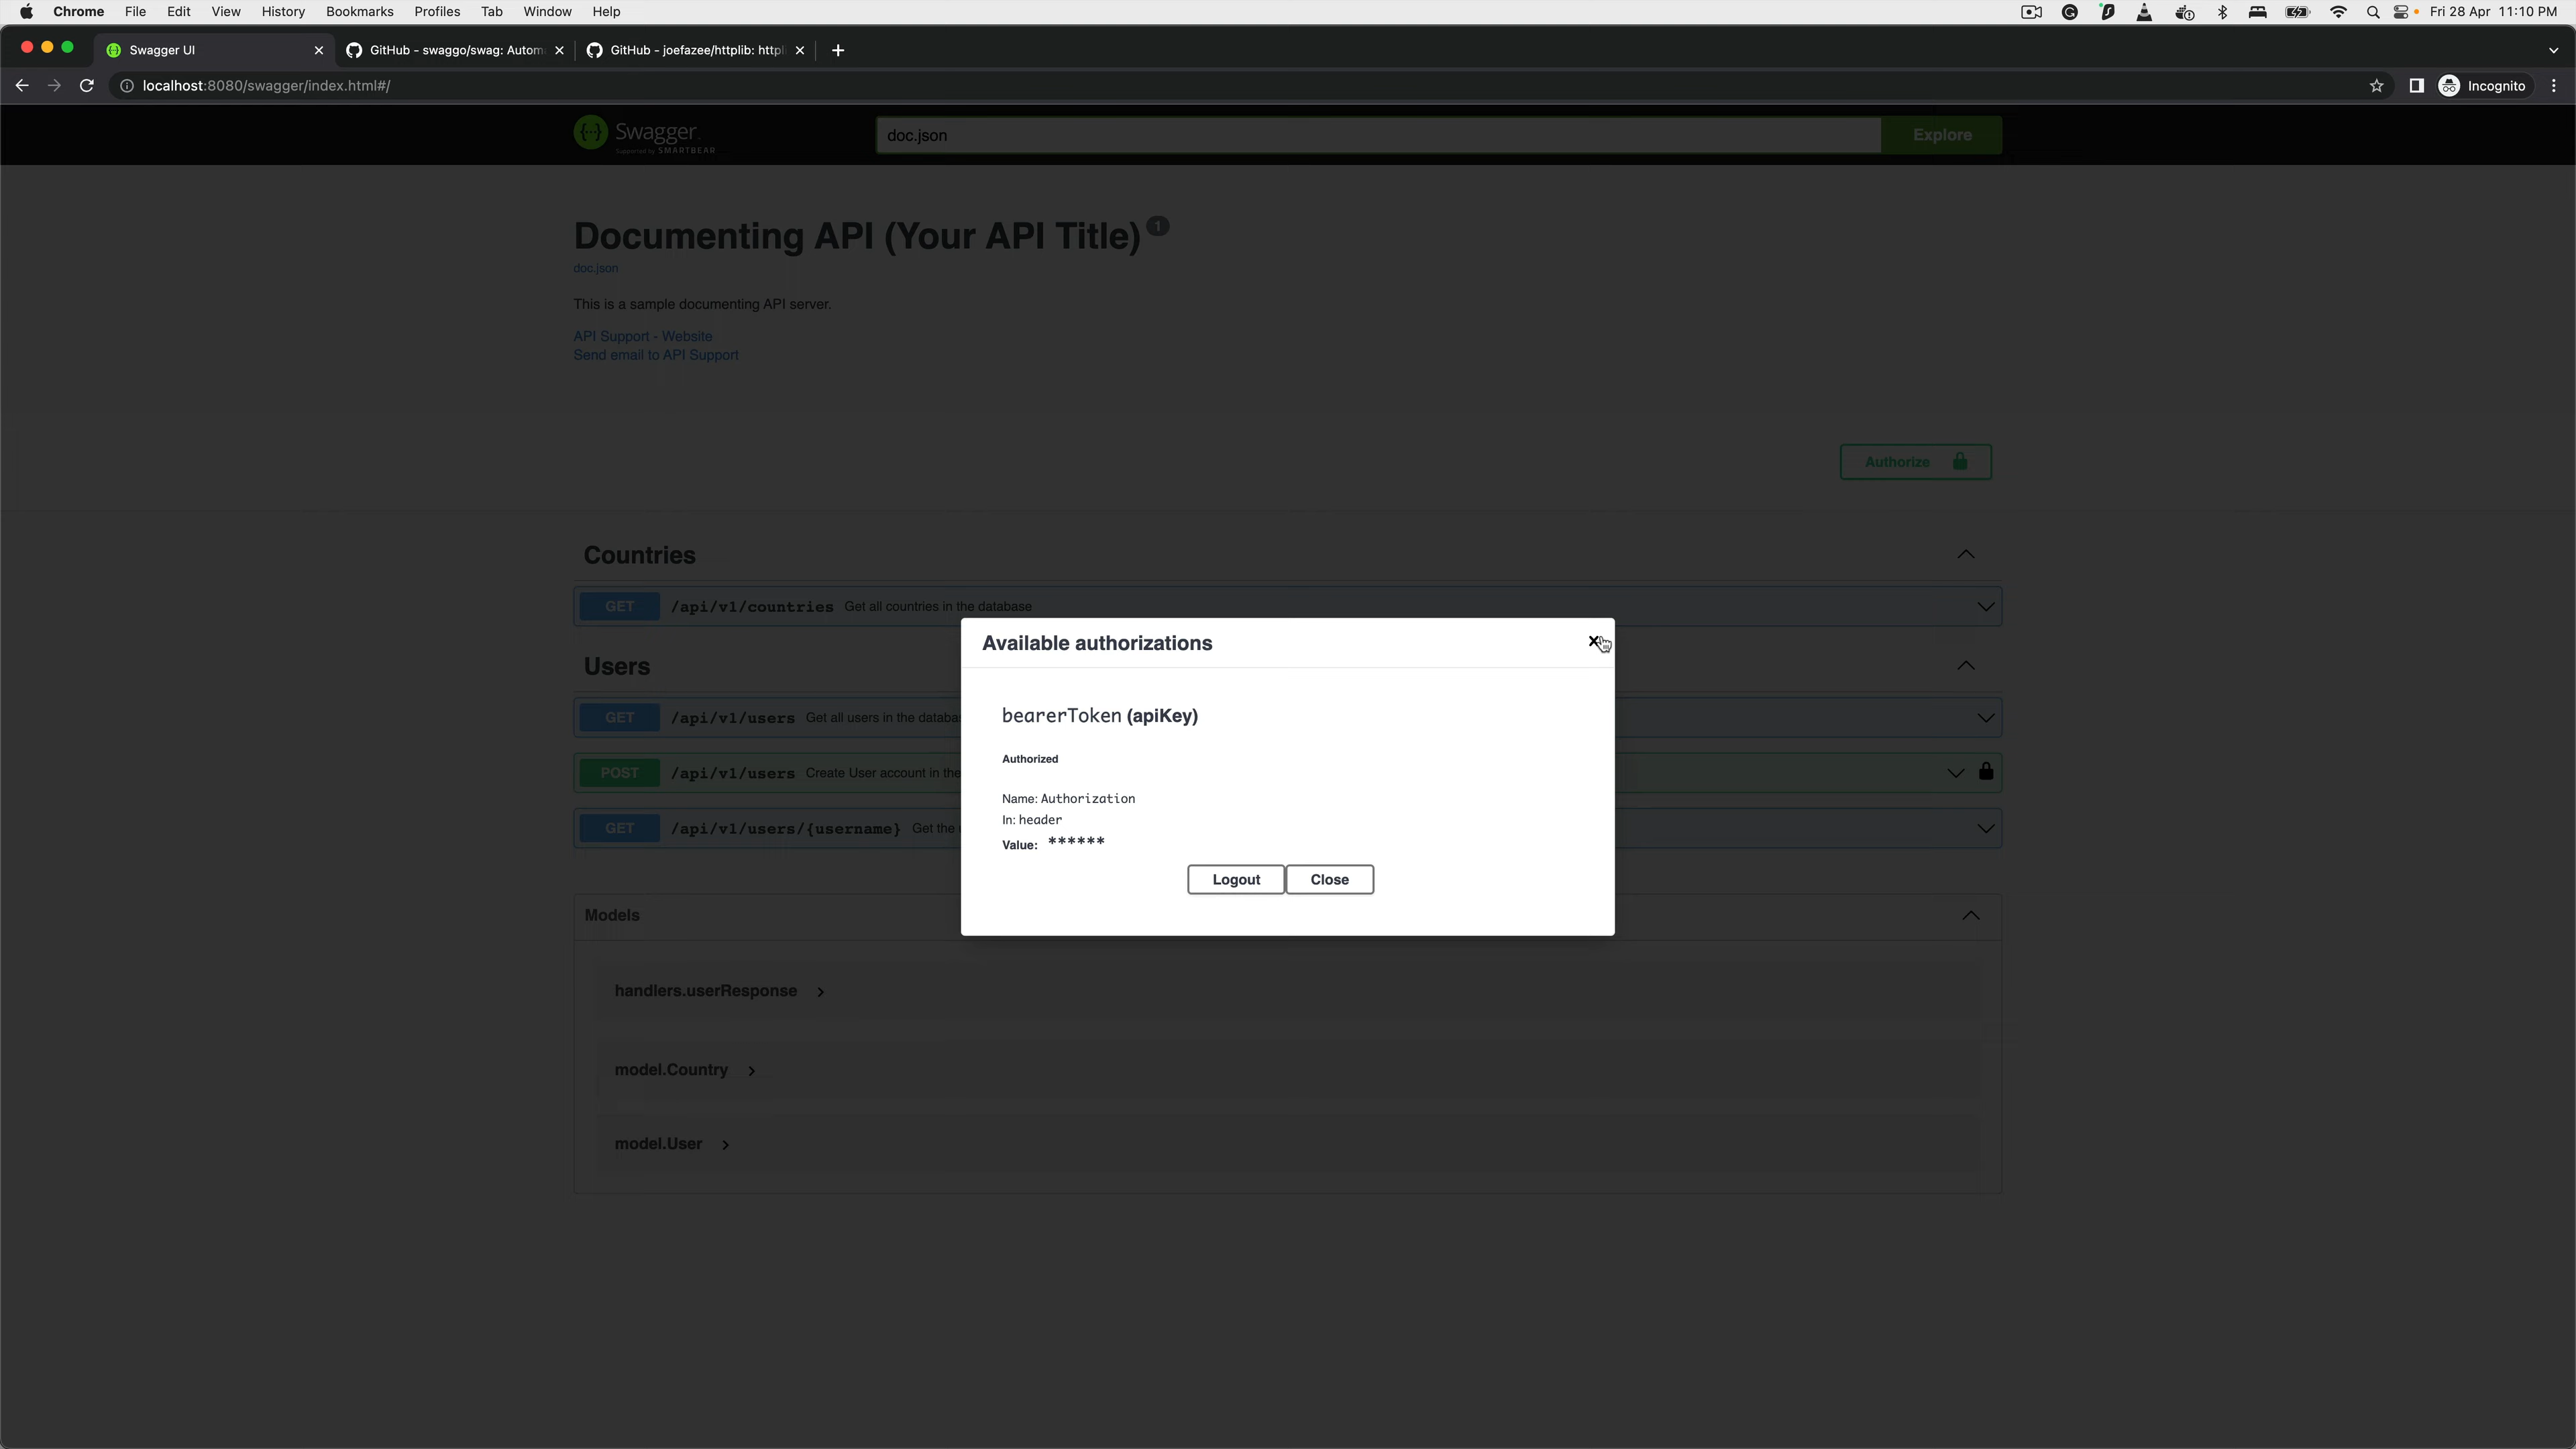 Chrome File Edit View History Bookmarks Profiles Tab Window Help Fri 28 Apr 11:10 PM
Swagger UI GitHub - swaggo/swag: Autom GitHub - joefazee/httplib: http
localhost:8080/swagger/index.html#/ Incognito
Swagger. doc.json Explore
Supported by SMARTBEAR
Documenting API (Your API Title) 1
doc.json
This is a sample documenting API server.
API Support - Website
Send email to API Support
Authorize
Countries
GET /api/v1/countries Get all countries in the database
Available authorizations
Users
GET /api/v1/users Get all users in the databas
bearerToken (apiKey)
Authorized
POST /api/v1/users Create User account in the
Name: Authorization
In: header
GET /api/v1/users/{username} Get the
Value: ******
Logout Close
Models
handlers.userResponse
model.Country
model.User